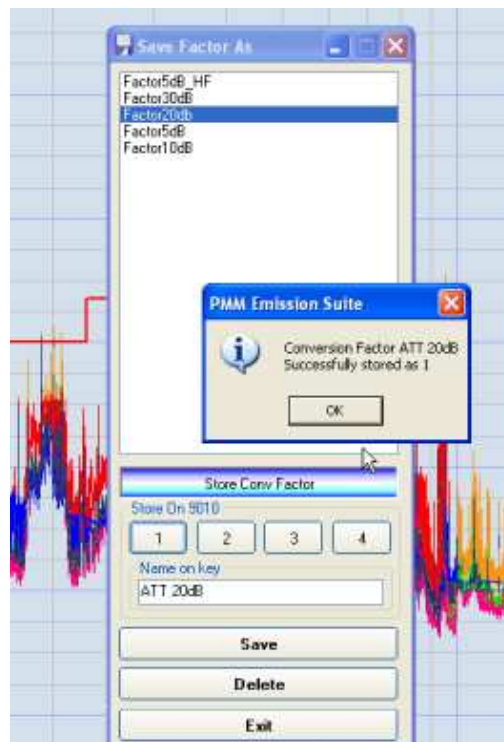 Save Factor As
Factor5dB_HF
Factor30dB
Factor20db
Factor5dB
Factor10dB
PMM Emission Suite
Conversion Factor ATT 20dB
Successfully stored as 1
OK
Store Conv Factor
Store On 9010
1 2 3 4
Name on key
ATT 20dB
Save
Delete
Exit